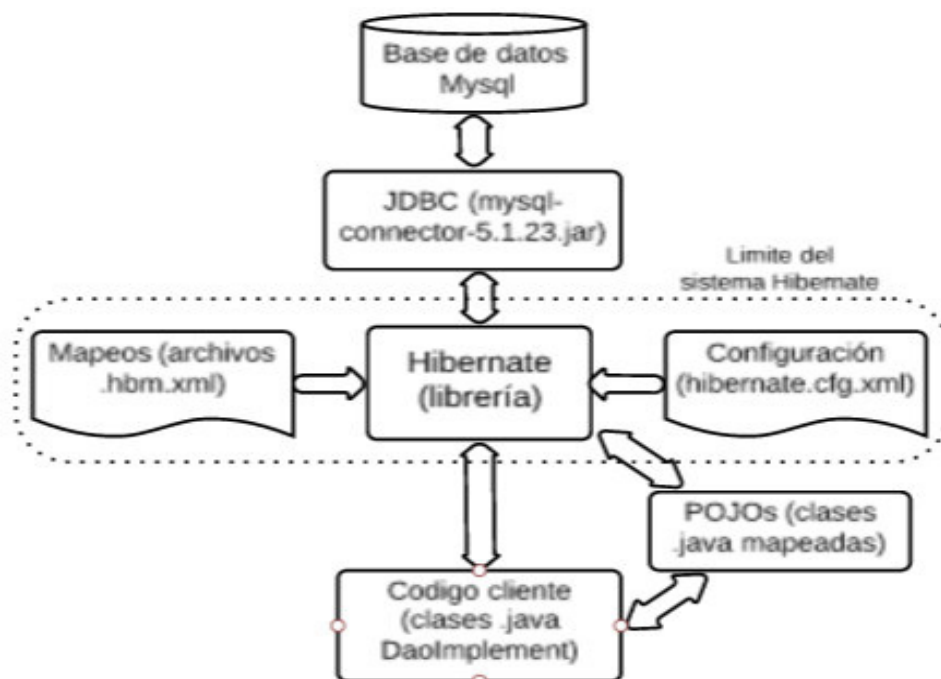 Base de datos
Mysql
JDBC (mysql-
connector-5.1.23.jar)
Limite del
sistema Hibernate
Mapeos (archivos
.hbm.xml)
Hibernate
(librería)
Configuración
(hibernate.cfg.xml)
POJOs (clases
.java mapeadas)
Codigo cliente
(clases .java
DaoImplement)